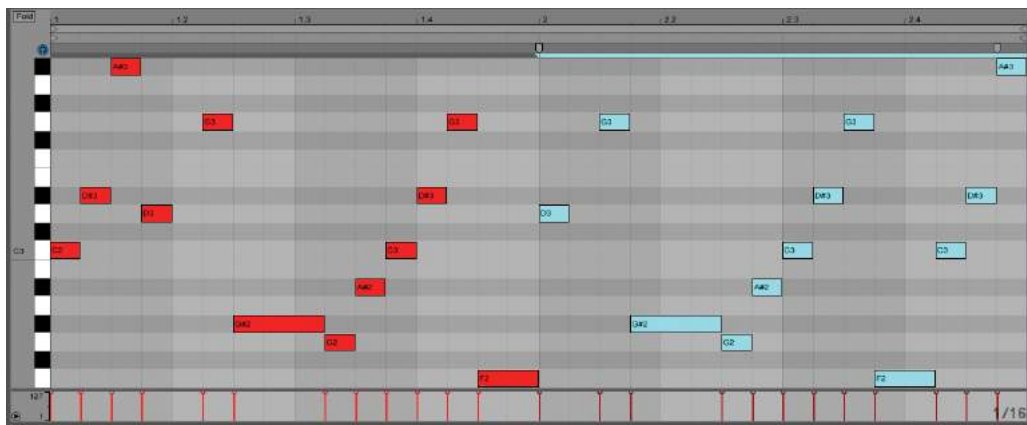 Fold 1 1.2 1.3 1.4 2 2.2 2.3 2.4
A#3 A#3
G3 G3 G3 G3
D#3 D#3 D#3 D#3
D3 D3
C3 C3 C3 C3 C3
A#2 A#2
G#2 G#2
G2 G2
F2 F2
127
1 1/16